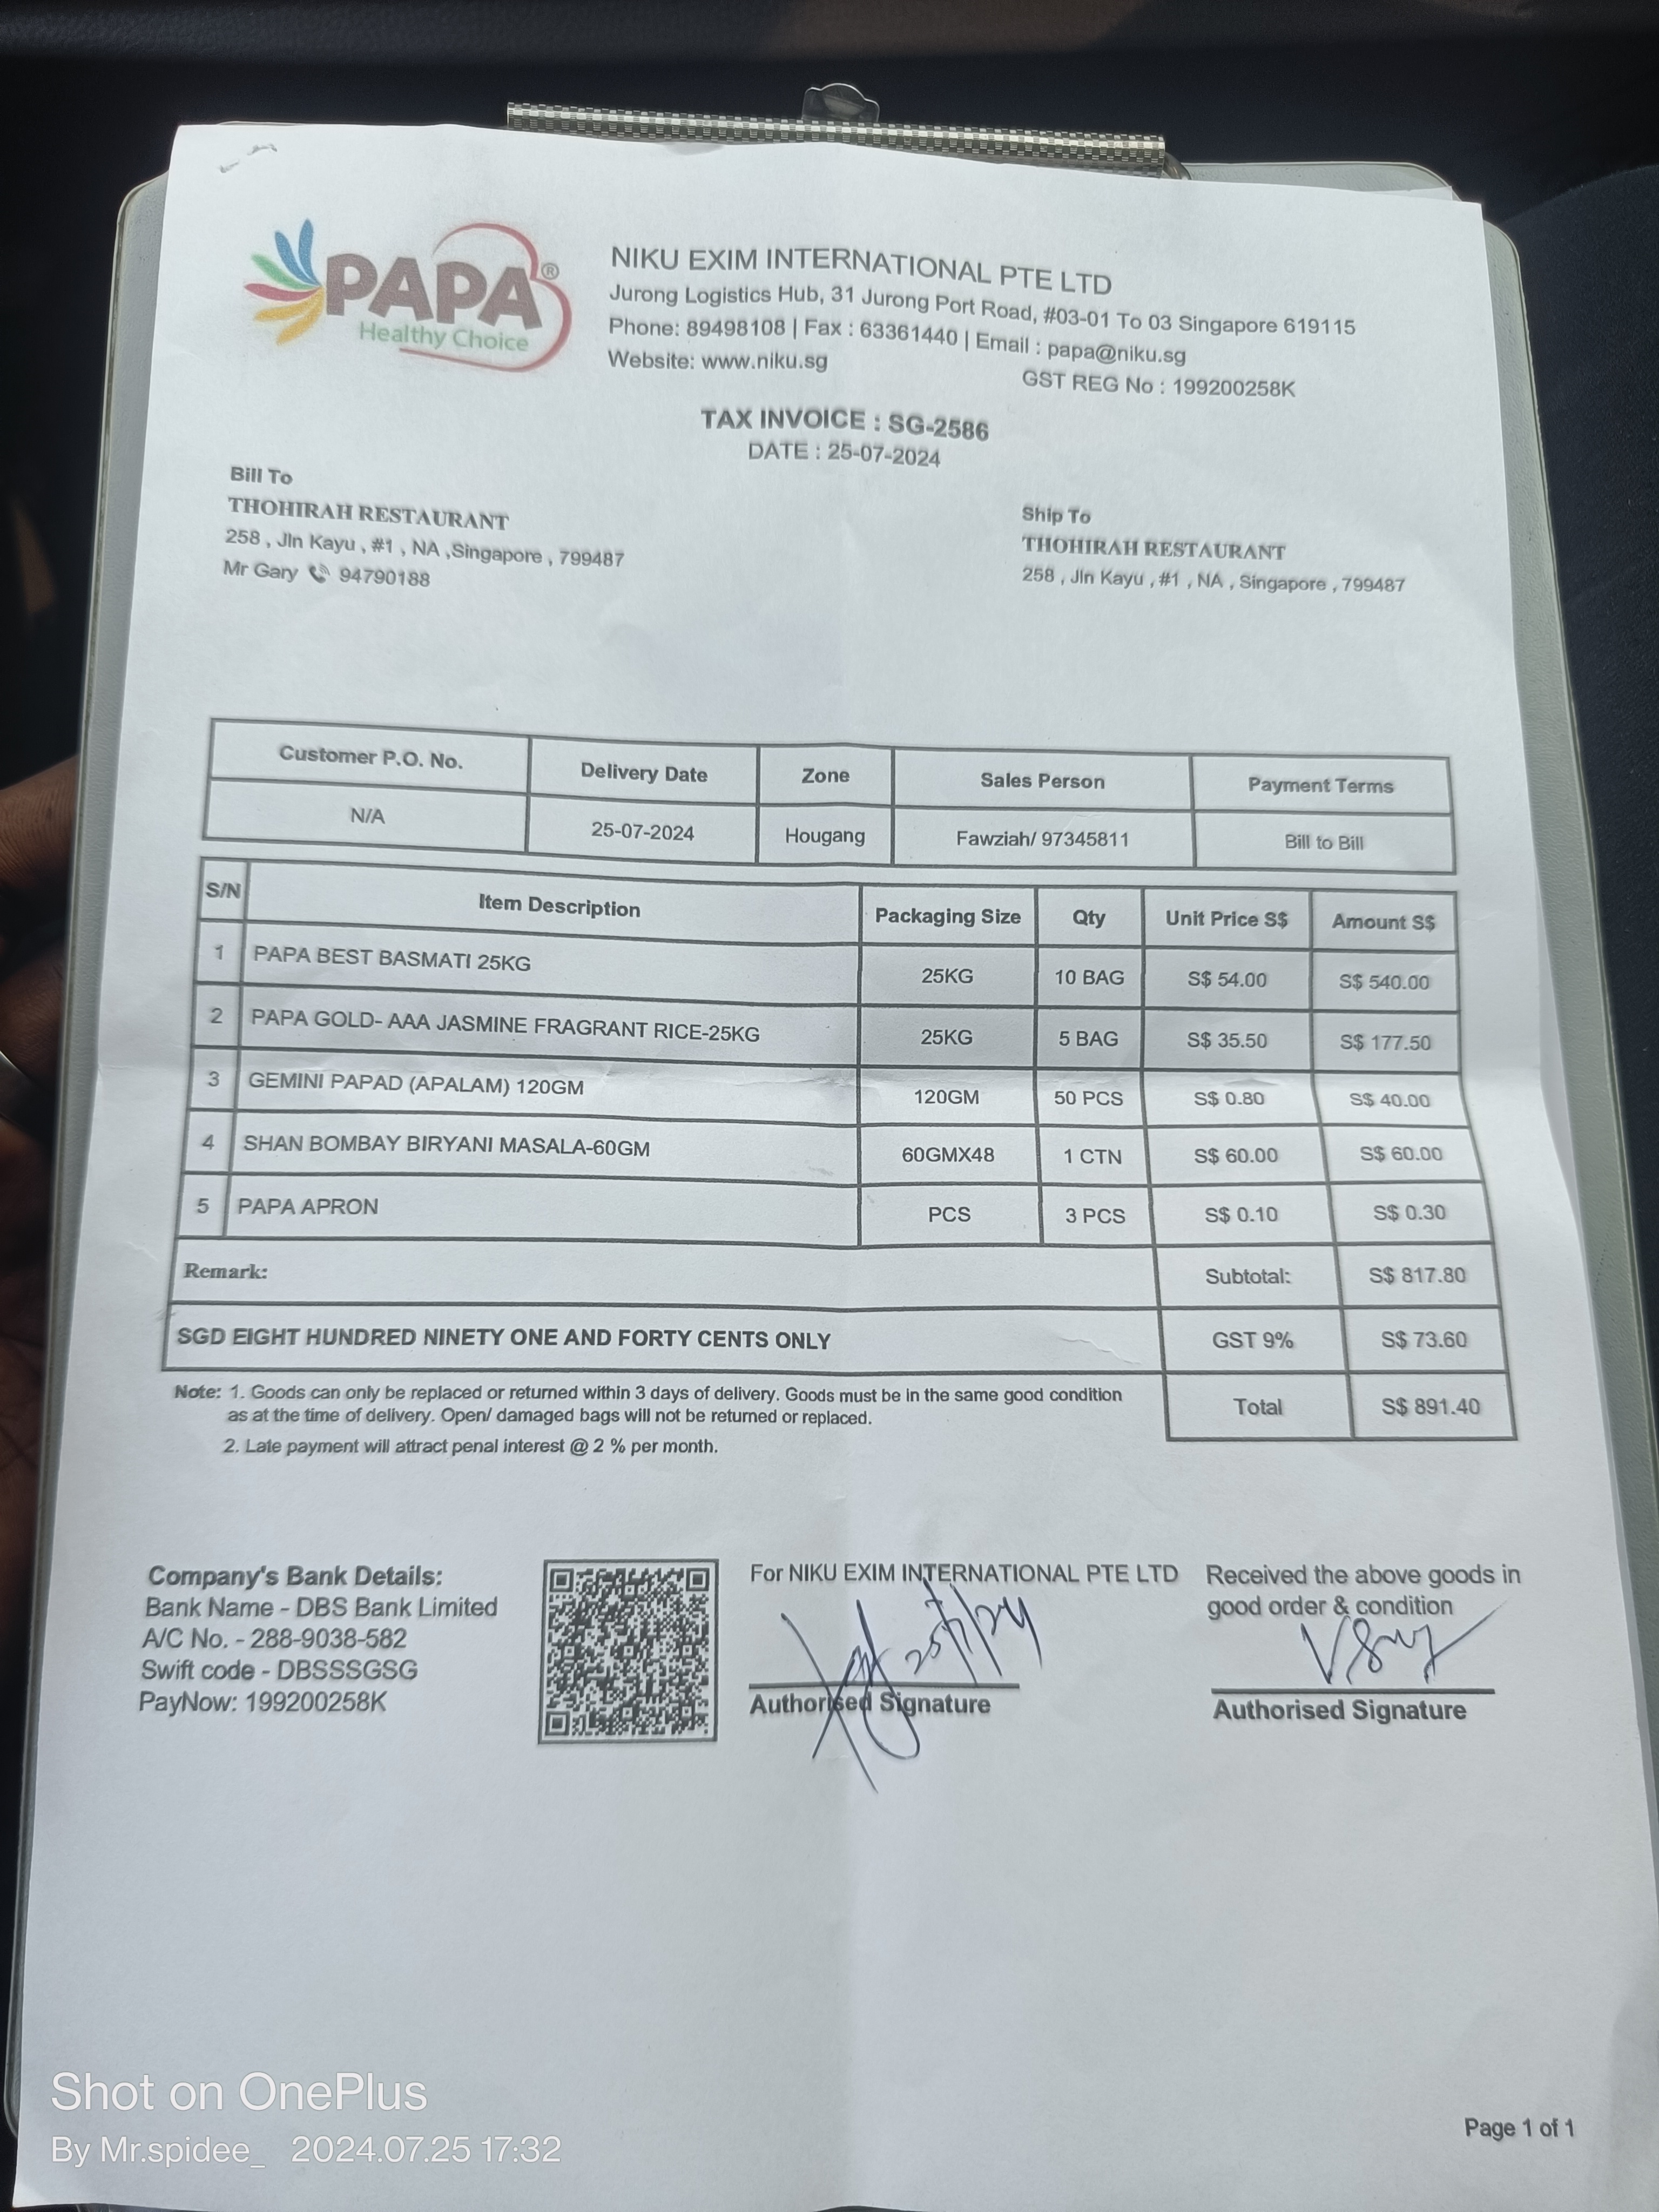 PAPA®
Healthy Choice
NIKU EXIM INTERNATIONAL PTE LTD
Jurong Logistics Hub, 31 Jurong Port Road, #03-01 To 03 Singapore 619115
Phone: 89498108 | Fax : 63361440 | Email : papa@niku.sg
Website: www.niku.sg
GST REG No : 199200258K
TAX INVOICE : SG-2586
DATE : 25-07-2024
Bill To
THOHIRAH RESTAURANT
258 , Jln Kayu , #1 , NA ,Singapore , 799487
Mr Gary 94790188
Ship To
THOHIRAH RESTAURANT
258 , Jln Kayu , #1 , NA , Singapore , 799487
Customer P.O. No. Delivery Date Zone Sales Person Payment Terms
N/A 25-07-2024 Hougang Fawziah/ 97345811 Bill to Bill
S/N Item Description Packaging Size Qty Unit Price S$ Amount S$
1 PAPA BEST BASMATI 25KG 25KG 10 BAG S$ 54.00 S$ 540.00
2 PAPA GOLD- AAA JASMINE FRAGRANT RICE-25KG 25KG 5 BAG S$ 35.50 S$ 177.50
3 GEMINI PAPAD (APALAM) 120GM 120GM 50 PCS S$ 0.80 S$ 40.00
4 SHAN BOMBAY BIRYANI MASALA-60GM 60GMX48 1 CTN S$ 60.00 S$ 60.00
5 PAPA APRON PCS 3 PCS S$ 0.10 S$ 0.30
Remark: Subtotal: S$ 817.80
SGD EIGHT HUNDRED NINETY ONE AND FORTY CENTS ONLY GST 9% S$ 73.60
Total S$ 891.40
Note: 1. Goods can only be replaced or returned within 3 days of delivery. Goods must be in the same good condition
as at the time of delivery. Open/ damaged bags will not be returned or replaced.
2. Late payment will attract penal interest @ 2 % per month.
Company's Bank Details:
Bank Name - DBS Bank Limited
A/C No. - 288-9038-582
Swift code - DBSSSGSG
PayNow: 199200258K
For NIKU EXIM INTERNATIONAL PTE LTD
25/7/24
Authorised Signature
Received the above goods in
good order & condition
Authorised Signature
Page 1 of 1
Shot on OnePlus
By Mr.spidee_ 2024.07.25 17:32